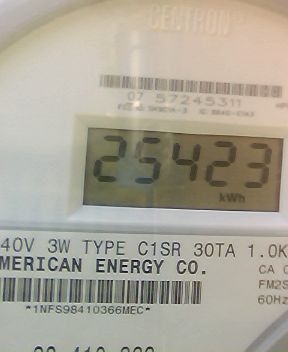 CENTRON
07 57245311
25423
kWh
40V 3W TYPE C1SR 30TA 1.0K
MERICAN ENERGY CO. CA
FM2S
*1NFS98410366MEC* 60Hz